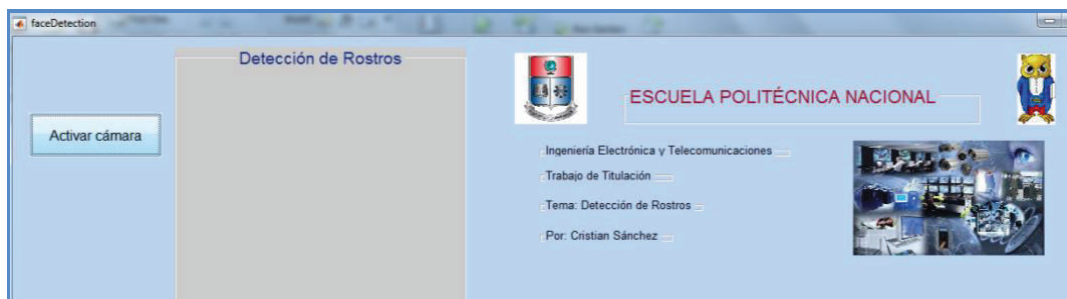 faceDetection
Detección de Rostros
Activar cámara
ESCUELA POLITÉCNICA NACIONAL
Ingeniería Electrónica y Telecomunicaciones
Trabajo de Titulación
Tema: Detección de Rostros
Por: Cristian Sánchez